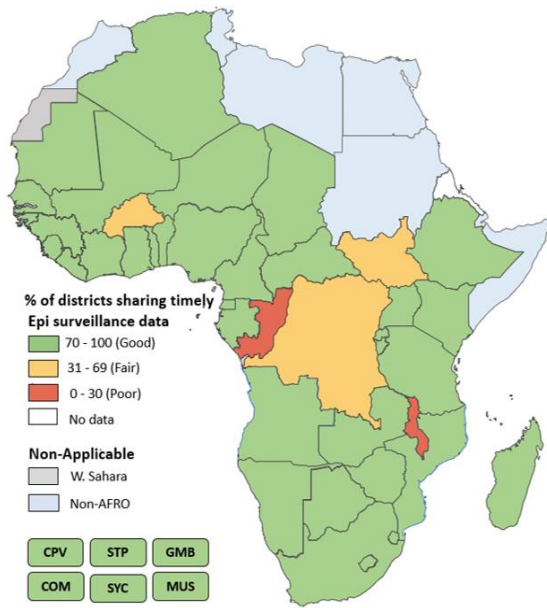 % of districts sharing timely
Epi surveillance data
70 - 100 (Good)
31 - 69 (Fair)
0 - 30 (Poor)
No data
Non-Applicable
W. Sahara
Non-AFRO
CPV STP GMB
COM SYC MUS